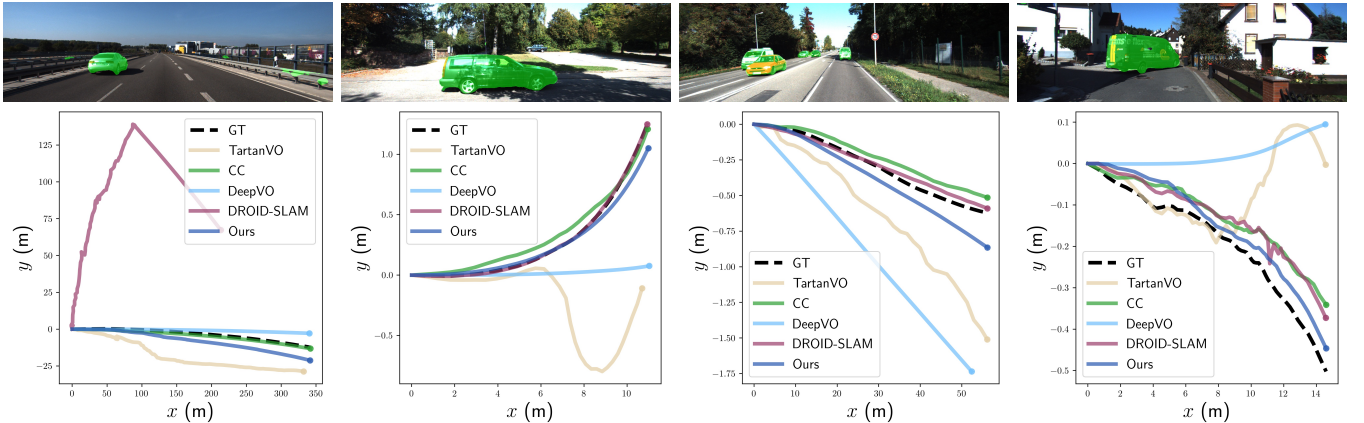 125
100
75
50
25
0
−25
y (m)
0 50 100 150 200 250 300 350
x (m)
GT
TartanVO
CC
DeepVO
DROID-SLAM
Ours
1.0
0.5
0.0
−0.5
y (m)
0 2 4 6 8 10
x (m)
GT
TartanVO
CC
DeepVO
DROID-SLAM
Ours
0.00
−0.25
−0.50
−0.75
−1.00
−1.25
−1.50
−1.75
y (m)
0 10 20 30 40 50
x (m)
GT
TartanVO
CC
DeepVO
DROID-SLAM
Ours
0.1
0.0
−0.1
−0.2
−0.3
−0.4
−0.5
y (m)
0 2 4 6 8 10 12 14
x (m)
GT
TartanVO
CC
DeepVO
DROID-SLAM
Ours